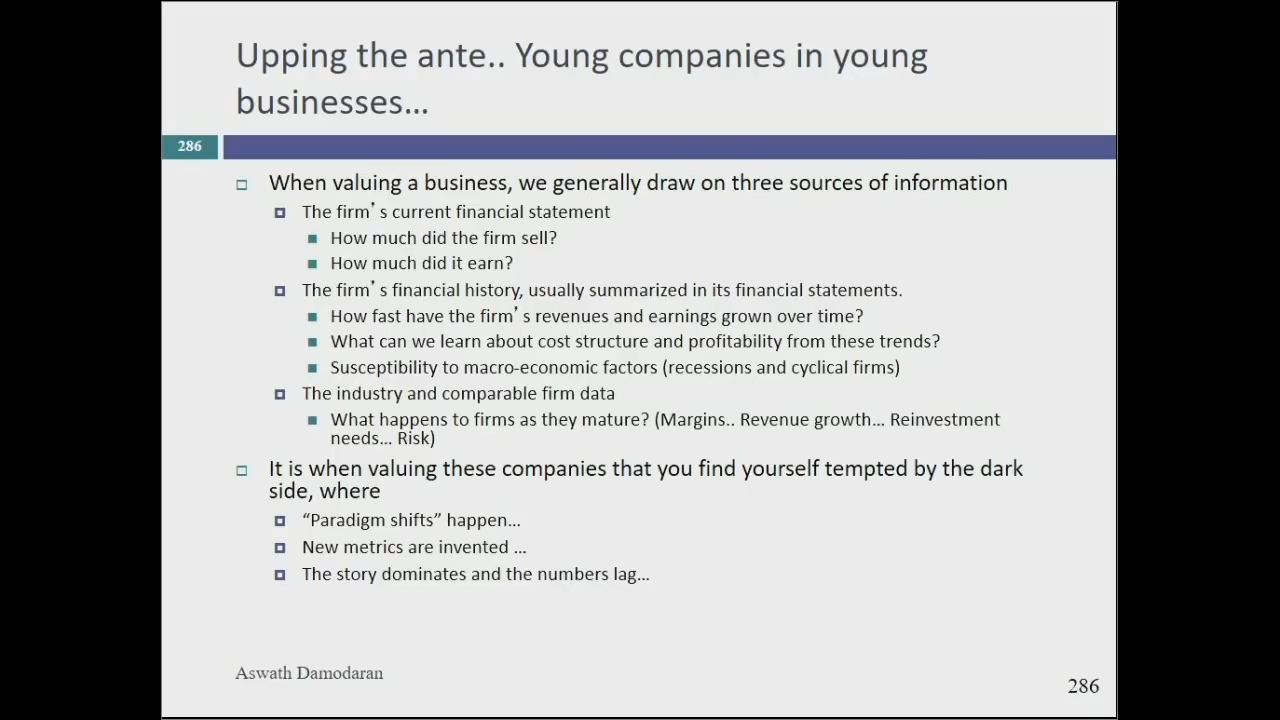 Upping the ante.. Young companies in young
businesses…
286
When valuing a business, we generally draw on three sources of information
The firm's current financial statement
How much did the firm sell?
How much did it earn?
The firm's financial history, usually summarized in its financial statements.
How fast have the firm's revenues and earnings grown over time?
What can we learn about cost structure and profitability from these trends?
Susceptibility to macro-economic factors (recessions and cyclical firms)
The industry and comparable firm data
What happens to firms as they mature? (Margins.. Revenue growth… Reinvestment
needs… Risk)
It is when valuing these companies that you find yourself tempted by the dark
side, where
“Paradigm shifts” happen…
New metrics are invented …
The story dominates and the numbers lag…
Aswath Damodaran
286